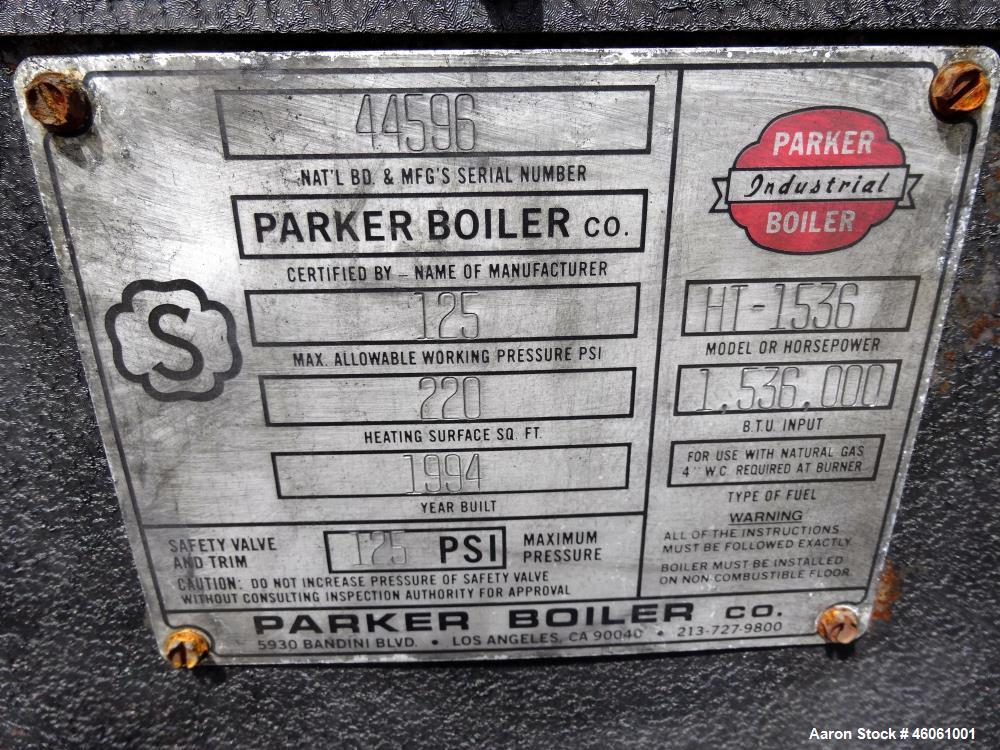 44596
NAT'L BD. & MFG'S SERIAL NUMBER
PARKER BOILER CO.
CERTIFIED BY – NAME OF MANUFACTURER
125
MAX. ALLOWABLE WORKING PRESSURE PSI
220
HEATING SURFACE SQ. FT.
1994
YEAR BUILT
S
PARKER
Industrial
BOILER
HT-1536
MODEL OR HORSEPOWER
1,536,000
B.T.U. INPUT
FOR USE WITH NATURAL GAS
4" W.C. REQUIRED AT BURNER
TYPE OF FUEL
WARNING
ALL OF THE INSTRUCTIONS
MUST BE FOLLOWED EXACTLY
BOILER MUST BE INSTALLED
ON NON-COMBUSTIBLE FLOOR.
SAFETY VALVE
AND TRIM
125 PSI
MAXIMUM
PRESSURE
CAUTION: DO NOT INCREASE PRESSURE OF SAFETY VALVE
WITHOUT CONSULTING INSPECTION AUTHORITY FOR APPROVAL
PARKER BOILER CO.
5930 BANDINI BLVD. • LOS ANGELES, CA 90040 • 213-727-9800
Aaron Stock # 46061001